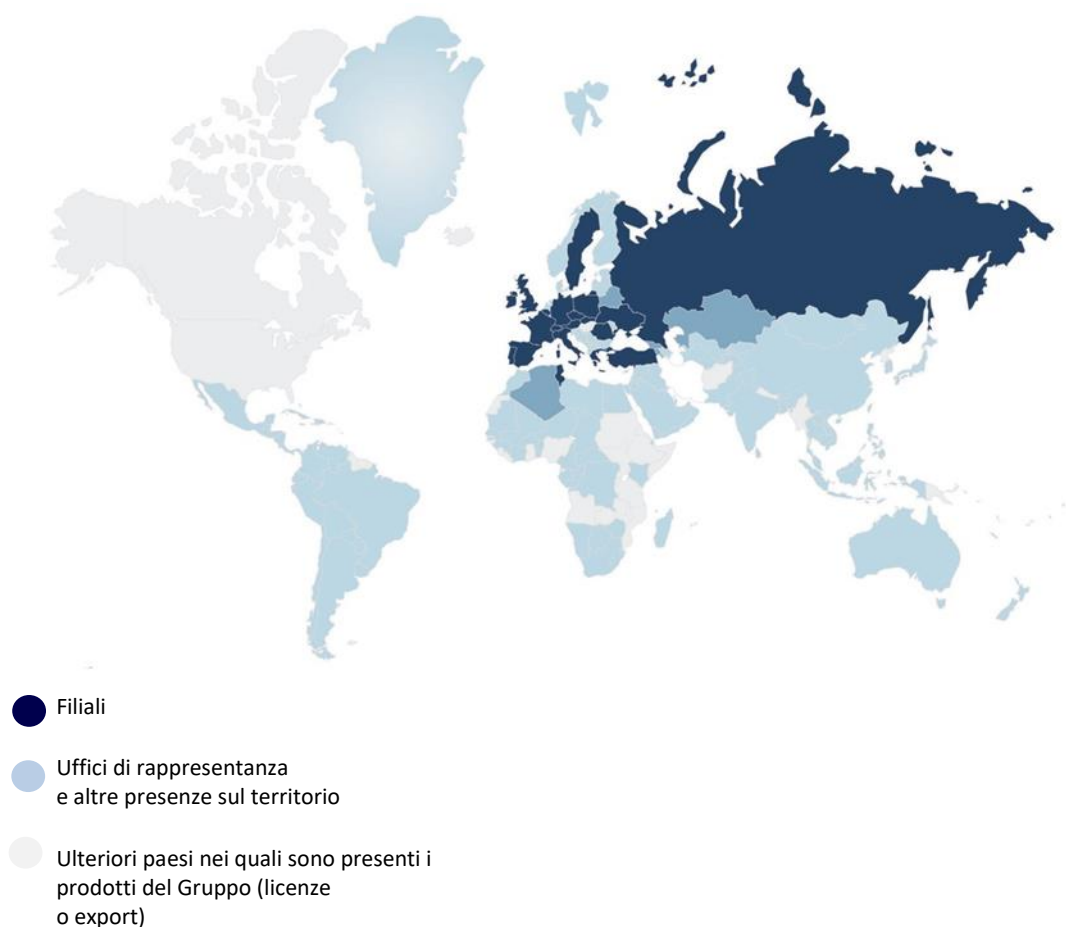 Filiali
Uffici di rappresentanza
e altre presenze sul territorio
Ulteriori paesi nei quali sono presenti i
prodotti del Gruppo (licenze
o export)